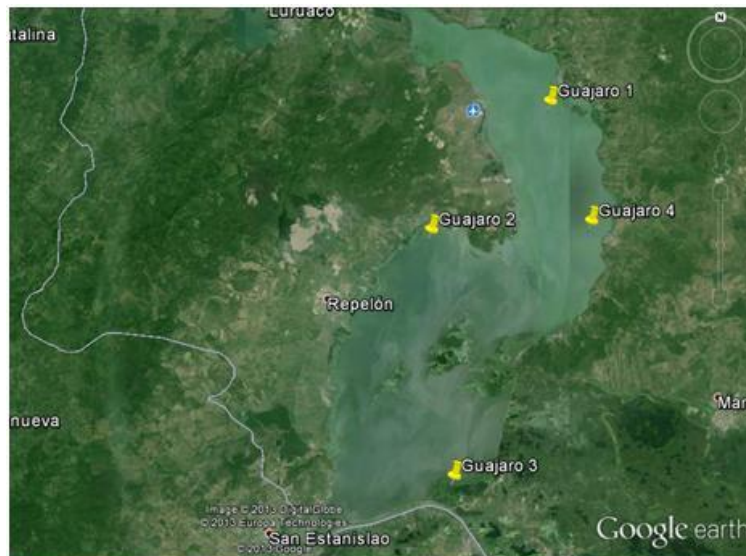 Luruaco
atalina
N
Guajaro 1
Guajaro 4
Guajaro 2
Repelón
Mar
nueva
Guajaro 3
Image © 2013 DigitalGlobe
© 2013 Europa Technologies
San Estanislao
© 2013 Google
Google earth